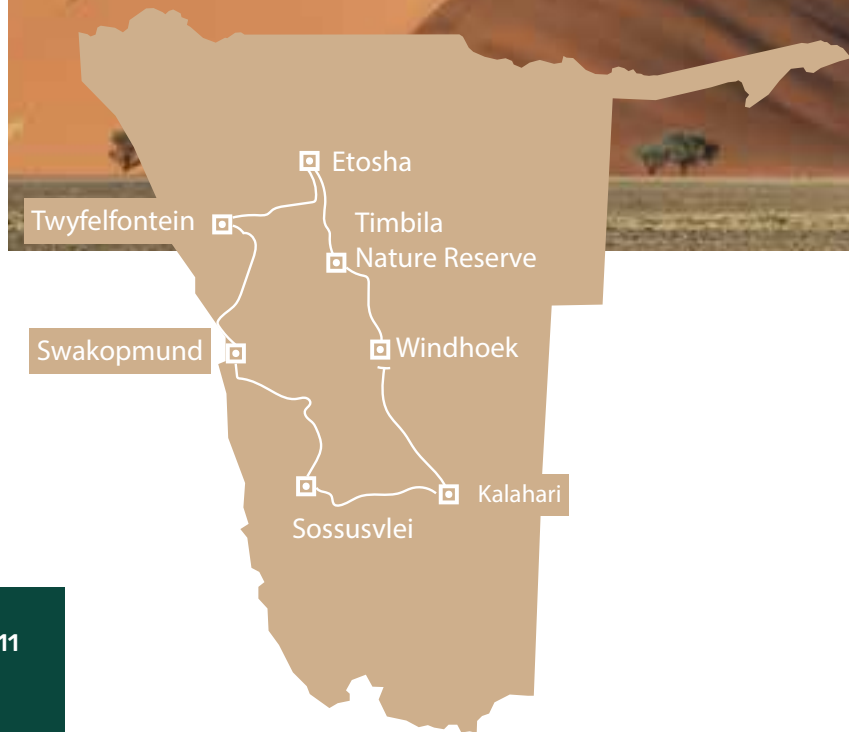 Etosha
Twyfelfontein
Timbila
Nature Reserve
Swakopmund
Windhoek
Kalahari
Sossusvlei
11